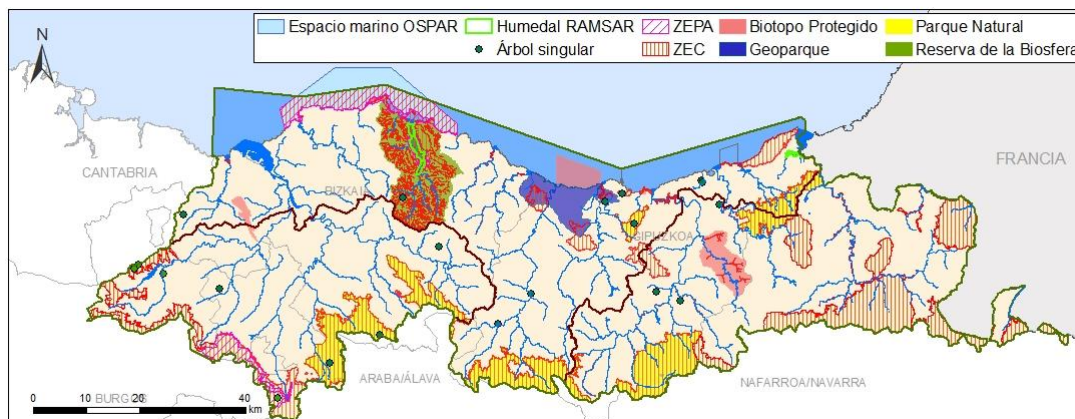 Espacio marino OSPAR Humedal RAMSAR ZEPA Biotopo Protegido Parque Natural
Árbol singular ZEC Geoparque Reserva de la Biosfera
N
CANTABRIA
FRANCIA
BIZKAIA
GIPUZKOA
ARABA/ÁLAVA
NAFARROA/NAVARRA
BURGOS
0 10 20 40
km